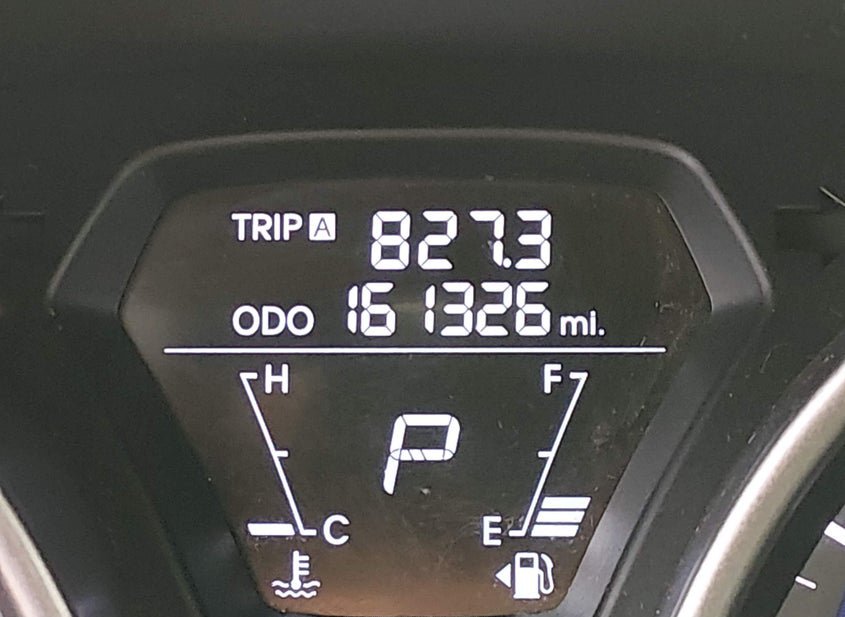 TRIP A 827.3
ODO 161326 mi.
H F
P
C E